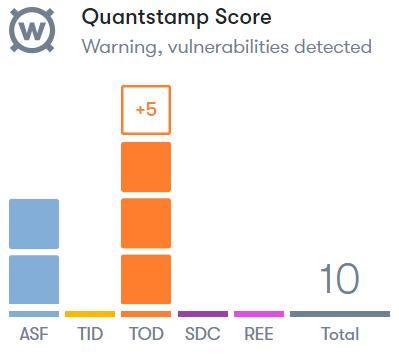 W
Quantstamp Score
Warning, vulnerabilities detected
+5
10
ASF TID TOD SDC REE Total